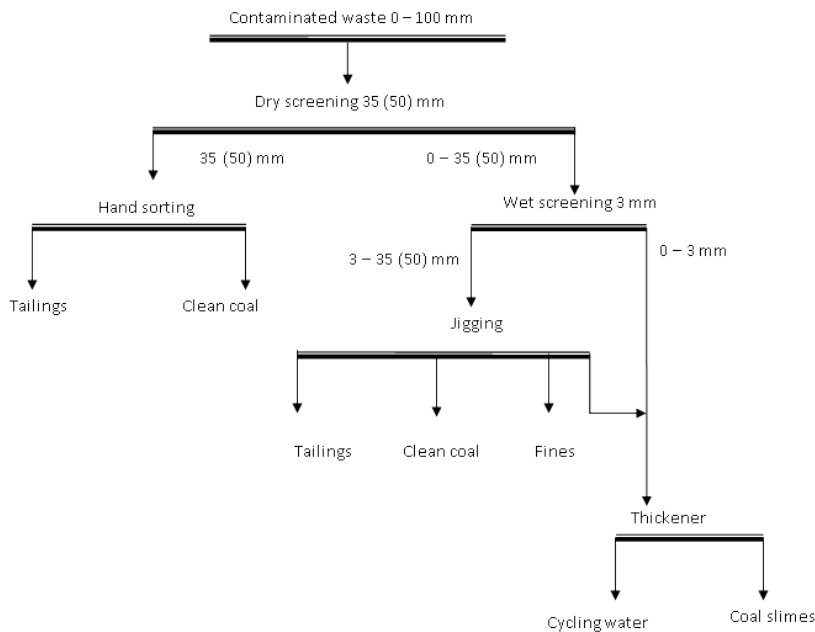 Contaminated waste 0 – 100 mm
Dry screening 35 (50) mm
35 (50) mm
0 – 35 (50) mm
Hand sorting
Wet screening 3 mm
3 – 35 (50) mm
0 – 3 mm
Tailings
Clean coal
Jigging
Tailings
Clean coal
Fines
Thickener
Cycling water
Coal slimes